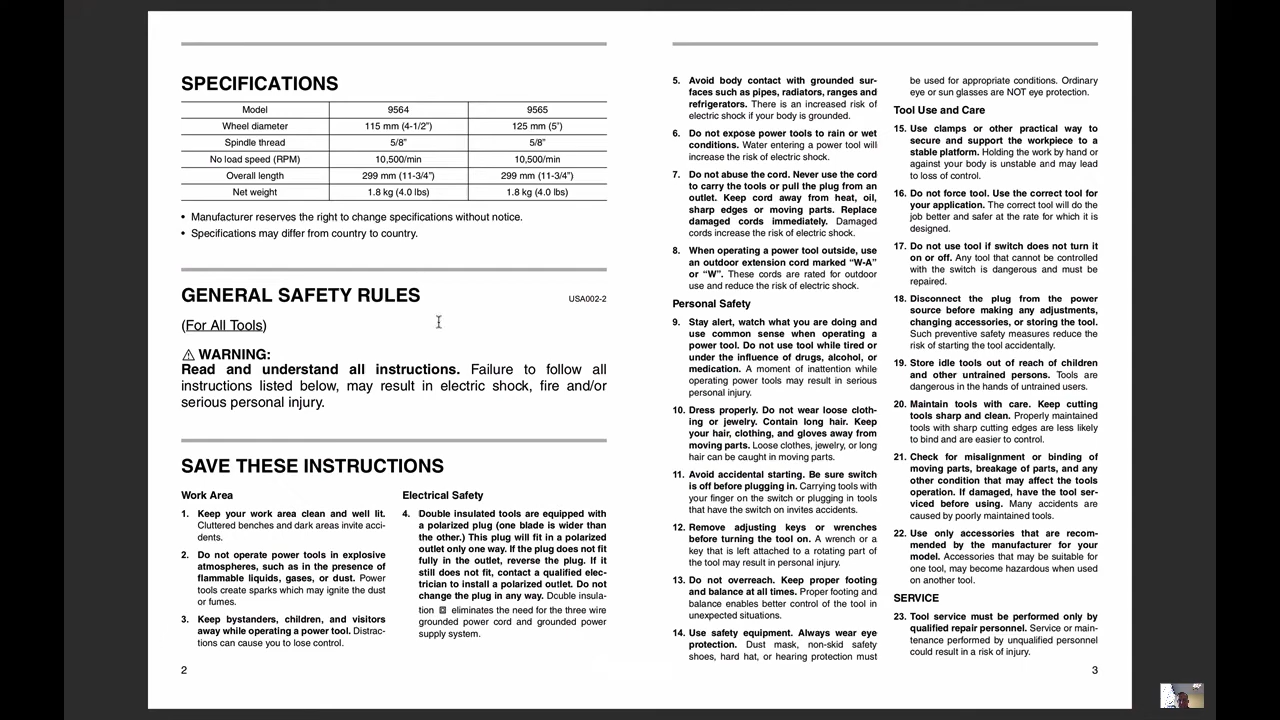 SPECIFICATIONS
Model 9564 9565
Wheel diameter 115 mm (4-1/2”) 125 mm (5”)
Spindle thread 5/8” 5/8”
No load speed (RPM) 10,500/min 10,500/min
Overall length 299 mm (11-3/4”) 299 mm (11-3/4”)
Net weight 1.8 kg (4.0 lbs) 1.8 kg (4.0 lbs)
• Manufacturer reserves the right to change specifications without notice.
• Specifications may differ from country to country.
GENERAL SAFETY RULES
USA002-2
(For All Tools)
⚠ WARNING:
Read and understand all instructions. Failure to follow all
instructions listed below, may result in electric shock, fire and/or
serious personal injury.
SAVE THESE INSTRUCTIONS
Work Area
1. Keep your work area clean and well lit.
Cluttered benches and dark areas invite acci-
dents.
2. Do not operate power tools in explosive
atmospheres, such as in the presence of
flammable liquids, gases, or dust. Power
tools create sparks which may ignite the dust
or fumes.
3. Keep bystanders, children, and visitors
away while operating a power tool. Distrac-
tions can cause you to lose control.
Electrical Safety
4. Double insulated tools are equipped with
a polarized plug (one blade is wider than
the other.) This plug will fit in a polarized
outlet only one way. If the plug does not fit
fully in the outlet, reverse the plug. If it
still does not fit, contact a qualified elec-
trician to install a polarized outlet. Do not
change the plug in any way. Double insula-
tion eliminates the need for the three wire
grounded power cord and grounded power
supply system.
2
5. Avoid body contact with grounded sur-
faces such as pipes, radiators, ranges and
refrigerators. There is an increased risk of
electric shock if your body is grounded.
6. Do not expose power tools to rain or wet
conditions. Water entering a power tool will
increase the risk of electric shock.
7. Do not abuse the cord. Never use the cord
to carry the tools or pull the plug from an
outlet. Keep cord away from heat, oil,
sharp edges or moving parts. Replace
damaged cords immediately. Damaged
cords increase the risk of electric shock.
8. When operating a power tool outside, use
an outdoor extension cord marked “W-A”
or “W”. These cords are rated for outdoor
use and reduce the risk of electric shock.
Personal Safety
9. Stay alert, watch what you are doing and
use common sense when operating a
power tool. Do not use tool while tired or
under the influence of drugs, alcohol, or
medication. A moment of inattention while
operating power tools may result in serious
personal injury.
10. Dress properly. Do not wear loose cloth-
ing or jewelry. Contain long hair. Keep
your hair, clothing, and gloves away from
moving parts. Loose clothes, jewelry, or long
hair can be caught in moving parts.
11. Avoid accidental starting. Be sure switch
is off before plugging in. Carrying tools with
your finger on the switch or plugging in tools
that have the switch on invites accidents.
12. Remove adjusting keys or wrenches
before turning the tool on. A wrench or a
key that is left attached to a rotating part of
the tool may result in personal injury.
13. Do not overreach. Keep proper footing
and balance at all times. Proper footing and
balance enables better control of the tool in
unexpected situations.
14. Use safety equipment. Always wear eye
protection. Dust mask, non-skid safety
shoes, hard hat, or hearing protection must
be used for appropriate conditions. Ordinary
eye or sun glasses are NOT eye protection.
Tool Use and Care
15. Use clamps or other practical way to
secure and support the workpiece to a
stable platform. Holding the work by hand or
against your body is unstable and may lead
to loss of control.
16. Do not force tool. Use the correct tool for
your application. The correct tool will do the
job better and safer at the rate for which it is
designed.
17. Do not use tool if switch does not turn it
on or off. Any tool that cannot be controlled
with the switch is dangerous and must be
repaired.
18. Disconnect the plug from the power
source before making any adjustments,
changing accessories, or storing the tool.
Such preventive safety measures reduce the
risk of starting the tool accidentally.
19. Store idle tools out of reach of children
and other untrained persons. Tools are
dangerous in the hands of untrained users.
20. Maintain tools with care. Keep cutting
tools sharp and clean. Properly maintained
tools with sharp cutting edges are less likely
to bind and are easier to control.
21. Check for misalignment or binding of
moving parts, breakage of parts, and any
other condition that may affect the tools
operation. If damaged, have the tool ser-
viced before using. Many accidents are
caused by poorly maintained tools.
22. Use only accessories that are recom-
mended by the manufacturer for your
model. Accessories that may be suitable for
one tool, may become hazardous when used
on another tool.
SERVICE
23. Tool service must be performed only by
qualified repair personnel. Service or main-
tenance performed by unqualified personnel
could result in a risk of injury.
3